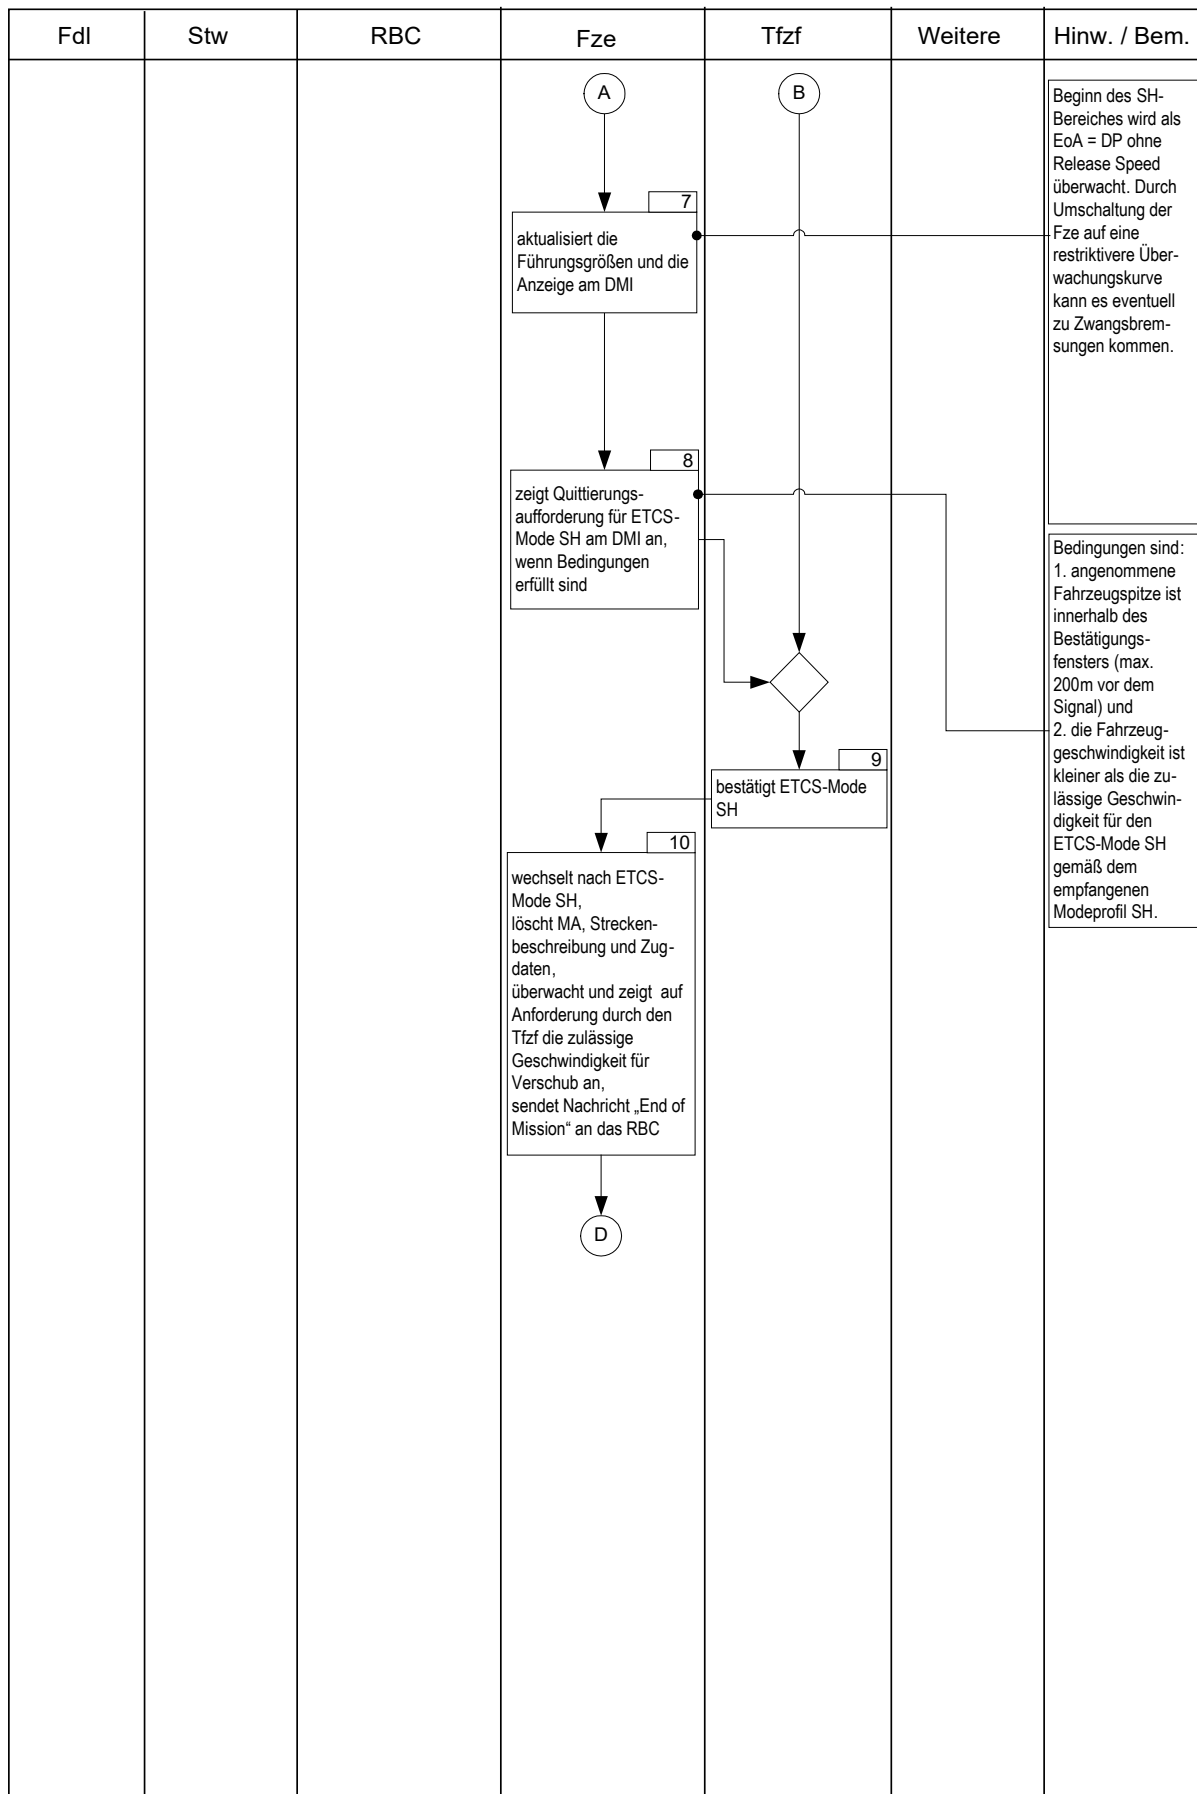 Fdl
Stw
RBC
Fze
Tfzf
Weitere
Hinw. / Bem.
A
B
7
aktualisiert die
Führungsgrößen und die
Anzeige am DMI
Beginn des SH-
Bereiches wird als
EoA = DP ohne
Release Speed
überwacht. Durch
Umschaltung der
Fze auf eine
restriktivere Über-
wachungskurve
kann es eventuell
zu Zwangsbrem-
sungen kommen.
8
zeigt Quittierungs-
aufforderung für ETCS-
Mode SH am DMI an,
wenn Bedingungen
erfüllt sind
Bedingungen sind:
1. angenommene
Fahrzeugspitze ist
innerhalb des
Bestätigungs-
fensters (max.
200m vor dem
Signal) und
2. die Fahrzeug-
geschwindigkeit ist
kleiner als die zu-
lässige Geschwin-
digkeit für den
ETCS-Mode SH
gemäß dem
empfangenen
Modeprofil SH.
9
bestätigt ETCS-Mode
SH
10
wechselt nach ETCS-
Mode SH,
löscht MA, Strecken-
beschreibung und Zug-
daten,
überwacht und zeigt auf
Anforderung durch den
Tfzf die zulässige
Geschwindigkeit für
Verschub an,
sendet Nachricht „End of
Mission“ an das RBC
D